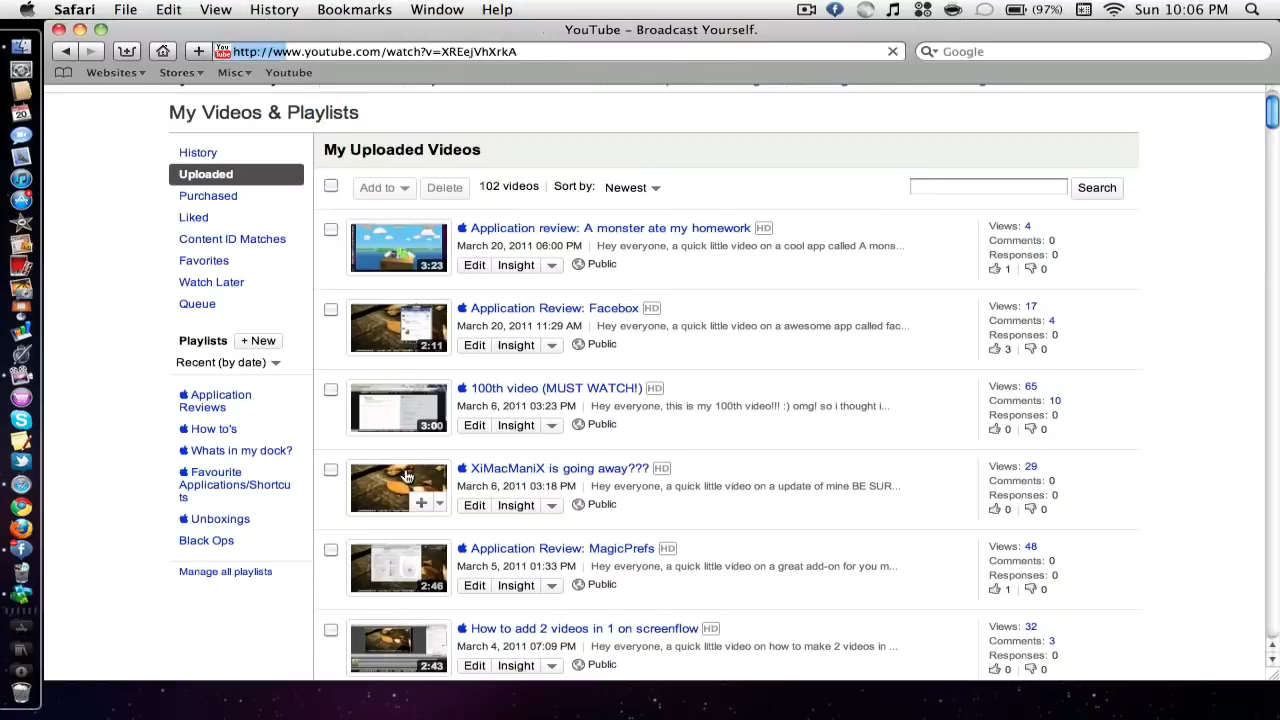 Safari File Edit View History Bookmarks Window Help (97%) Sun 10:06 PM
YouTube – Broadcast Yourself.
You Tube http://www.youtube.com/watch?v=XREejVhXrkA Google
Websites Stores Misc Youtube
My Videos & Playlists
History
Uploaded
Purchased
Liked
Content ID Matches
Favorites
Watch Later
Queue
Playlists + New
Recent (by date)
Application
Reviews
How to's
Whats in my dock?
Favourite
Applications/Shortcu
ts
Unboxings
Black Ops
Manage all playlists
My Uploaded Videos
Add to Delete 102 videos Sort by: Newest Search
Application review: A monster ate my homework HD
March 20, 2011 06:00 PM Hey everyone, a quick little video on a cool app called A mons...
3:23 Edit Insight Public
Views: 4
Comments: 0
Responses: 0
1 0
Application Review: Facebox HD
March 20, 2011 11:29 AM Hey everyone, a quick little video on a awesome app called fac...
2:11 Edit Insight Public
Views: 17
Comments: 4
Responses: 0
3 0
100th video (MUST WATCH!) HD
March 6, 2011 03:23 PM Hey everyone, this is my 100th video!!! :) omg! so i thought i...
3:00 Edit Insight Public
Views: 65
Comments: 10
Responses: 0
0 0
XiMacManiX is going away??? HD
March 6, 2011 03:18 PM Hey everyone, a quick little video on a update of mine BE SUR...
Edit Insight Public
Views: 29
Comments: 0
Responses: 0
0 0
Application Review: MagicPrefs HD
March 5, 2011 01:33 PM Hey everyone, a quick little video on a great add-on for you m...
2:46 Edit Insight Public
Views: 48
Comments: 0
Responses: 0
1 0
How to add 2 videos in 1 on screenflow HD
March 4, 2011 07:09 PM Hey everyone, a quick little video on how to make 2 videos in ...
2:43 Edit Insight Public
Views: 32
Comments: 3
Responses: 0
0 0
20